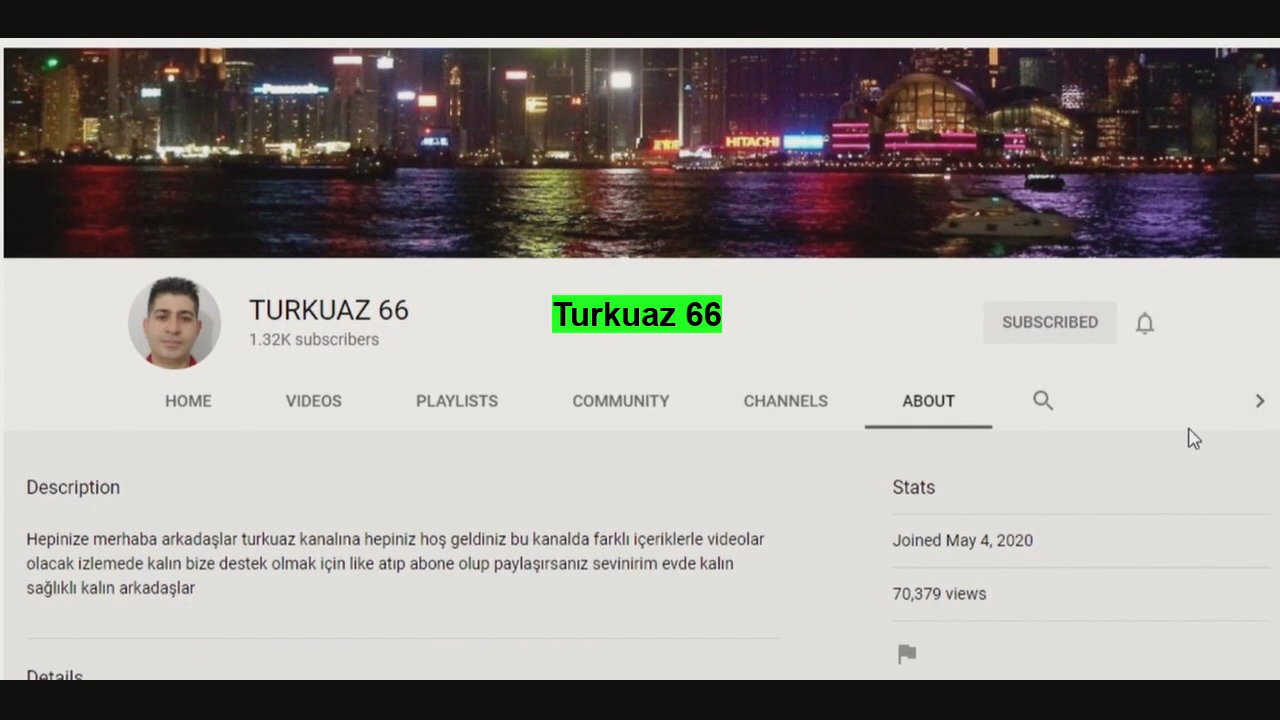 Panasonic
HITACHI
TURKUAZ 66
1.32K subscribers
Turkuaz 66
SUBSCRIBED
HOME
VIDEOS
PLAYLISTS
COMMUNITY
CHANNELS
ABOUT
Description
Hepinize merhaba arkadaşlar turkuaz kanalına hepiniz hoş geldiniz bu kanalda farklı içeriklerle videolar
olacak izlemede kalın bize destek olmak için like atıp abone olup paylaşırsanız sevinirim evde kalın
sağlıklı kalın arkadaşlar
Details
Stats
Joined May 4, 2020
70,379 views